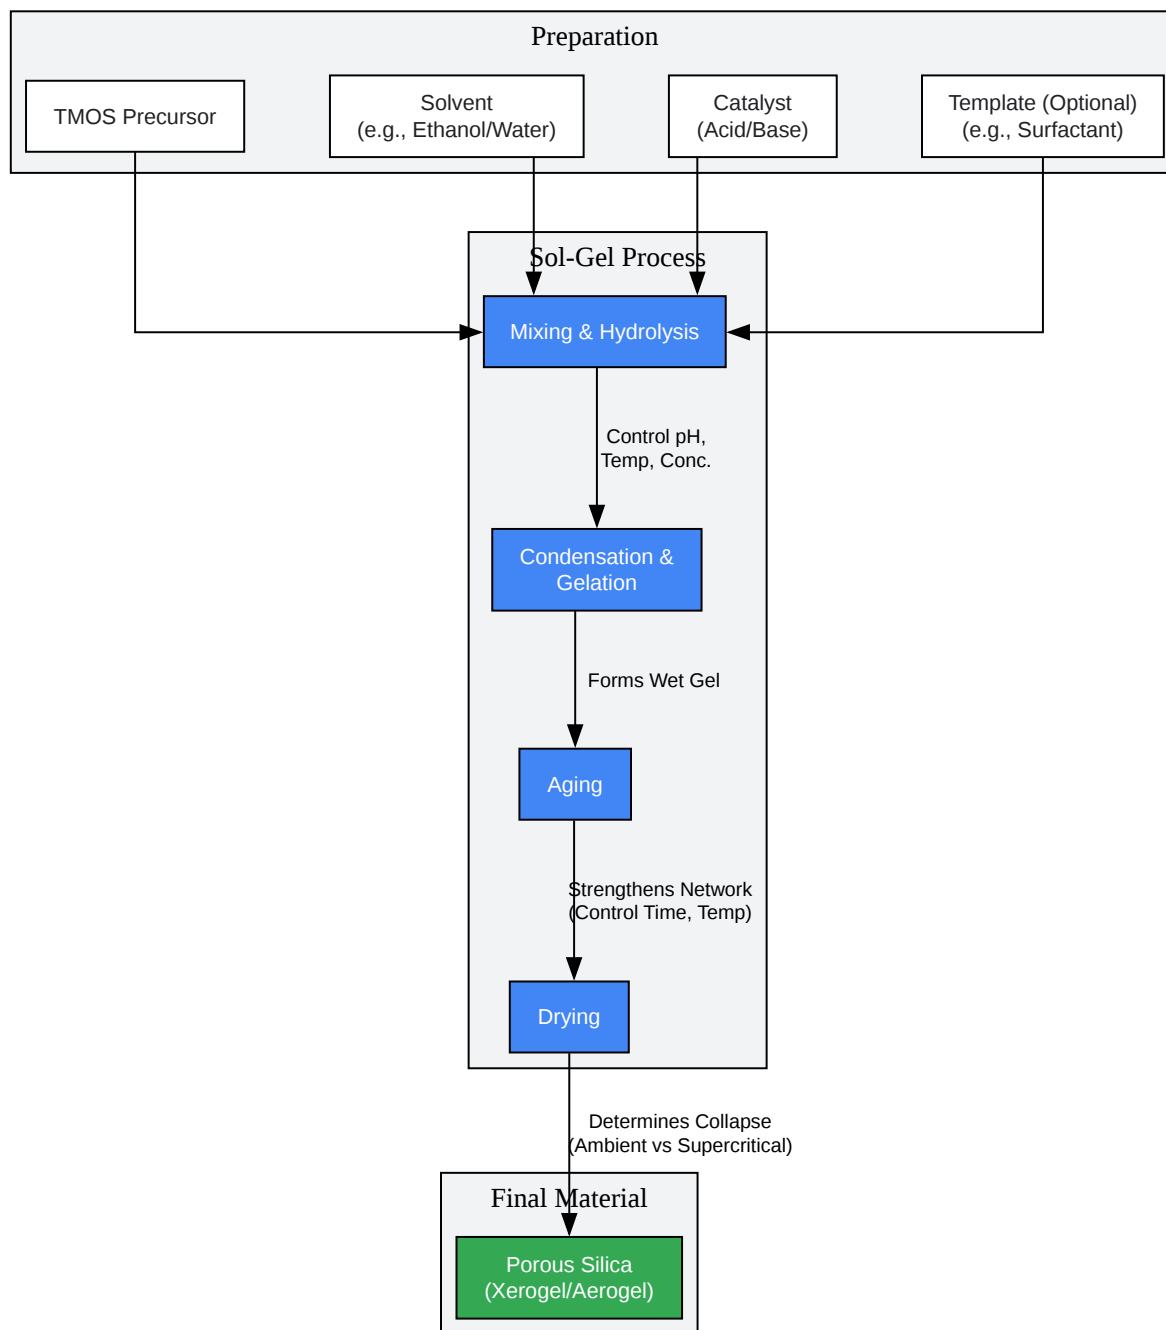 Preparation
TMOS Precursor
Solvent
(e.g., Ethanol/Water)
Catalyst
(Acid/Base)
Template (Optional)
(e.g., Surfactant)
Sol-Gel Process
Mixing & Hydrolysis
Control pH,
Temp, Conc.
Condensation &
Gelation
Forms Wet Gel
Aging
Strengthens Network
(Control Time, Temp)
Drying
Determines Collapse
(Ambient vs Supercritical)
Final Material
Porous Silica
(Xerogel/Aerogel)